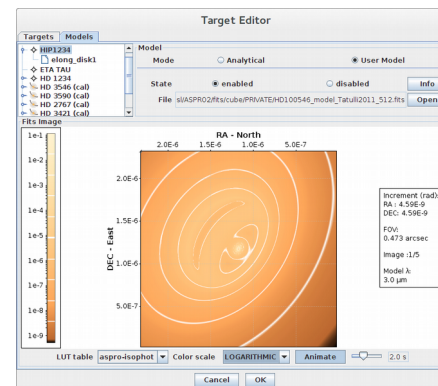 Target Editor
Targets Models
HIP1234
elong_disk1
ETA TAU
HD 1234
HD 3546 (cal)
HD 3590 (cal)
HD 2767 (cal)
HD 3421 (cal)
Model
Mode Analytical User Model
State enabled disabled Info
File sl/ASPRO2/fits/cube/PRIVATE/HD100546_model_Tatulli2011_512.fits Open
Fits Image
RA - North
2.0E-6 1.5E-6 1.0E-6 5.0E-7
1e-1
1e-2
1e-3
1e-4
1e-5
1e-6
1e-7
1e-8
1e-9
DEC - East
2.0E-6
1.5E-6
1.0E-6
5.0E-7
Increment (rad):
RA : 4.59E-9
DEC: 4.59E-9
FOV:
0.473 arcsec
Image :1/5
Model λ:
3.0 µm
LUT table aspro-isophot Color scale LOGARITHMIC Animate 2.0 s
Cancel OK